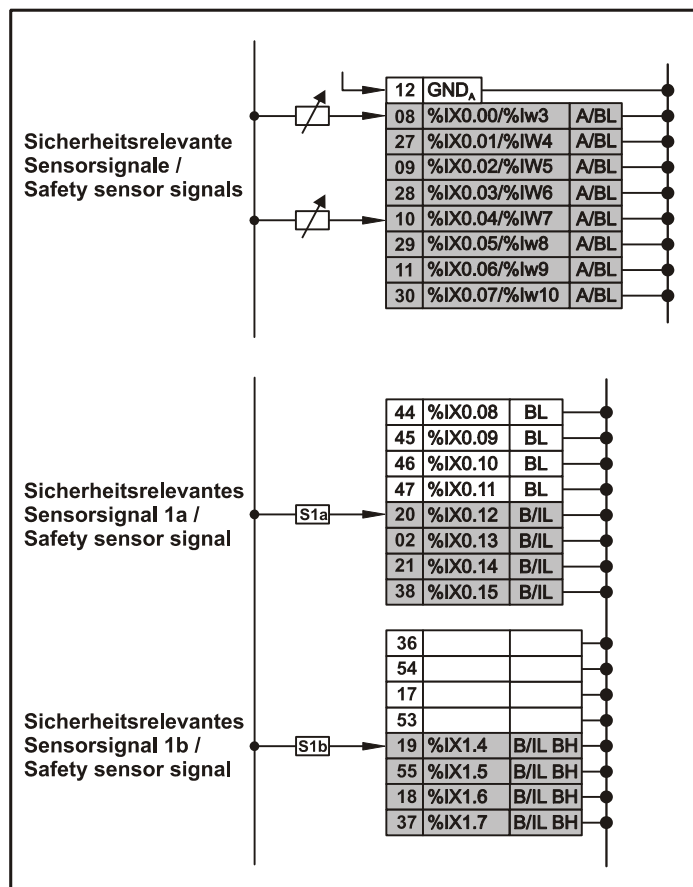 12 GND A
08 %IX0.00/%Iw3 A/BL
27 %IX0.01/%IW4 A/BL
09 %IX0.02/%IW5 A/BL
28 %IX0.03/%IW6 A/BL
10 %IX0.04/%IW7 A/BL
29 %IX0.05/%Iw8 A/BL
11 %IX0.06/%Iw9 A/BL
30 %IX0.07/%Iw10 A/BL
Sicherheitsrelevante
Sensorsignale /
Safety sensor signals
44 %IX0.08 BL
45 %IX0.09 BL
46 %IX0.10 BL
47 %IX0.11 BL
20 %IX0.12 B/IL
02 %IX0.13 B/IL
21 %IX0.14 B/IL
38 %IX0.15 B/IL
Sicherheitsrelevantes
Sensorsignal 1a /
Safety sensor signal
S1a
36
54
17
53
19 %IX1.4 B/IL BH
55 %IX1.5 B/IL BH
18 %IX1.6 B/IL BH
37 %IX1.7 B/IL BH
Sicherheitsrelevantes
Sensorsignal 1b /
Safety sensor signal
S1b